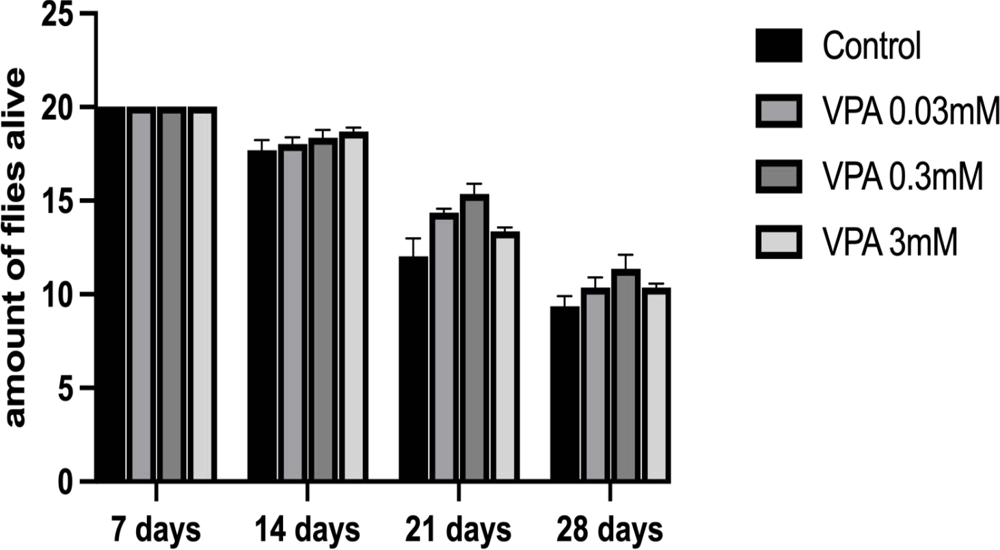 amount of flies alive
25
20
15
10
5
0
7 days
14 days
21 days
28 days
Control
VPA 0.03mM
VPA 0.3mM
VPA 3mM